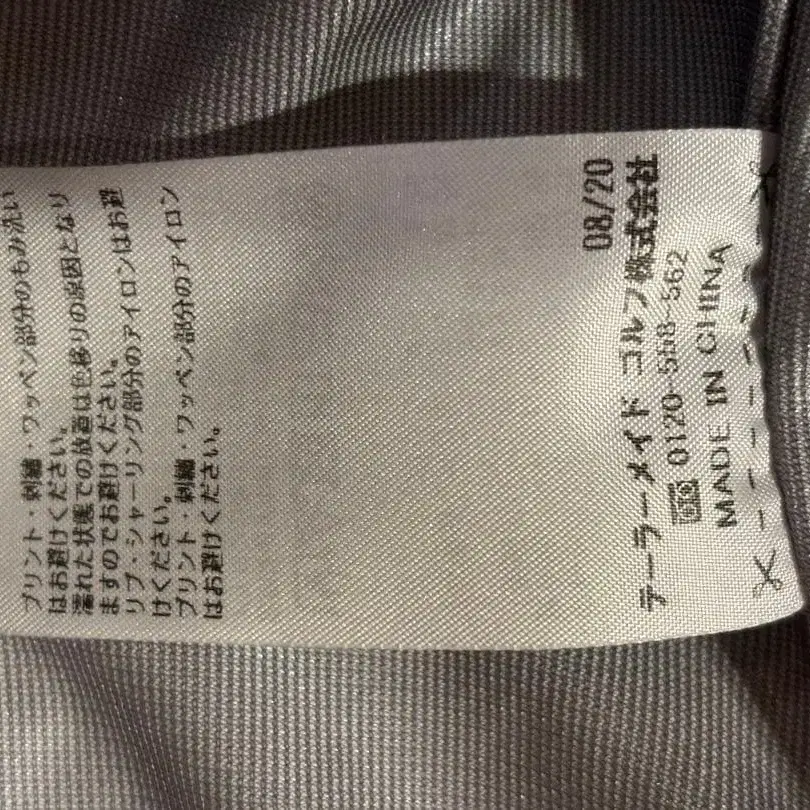 プリント・刺繍・ワッペン部分のもみ洗い
はお避けください。
濡れた状態での放置は色移りの原因となり
ますのでお避けください。
リブ・シャーリング部分のアイロンはお避
けください。
プリント・刺繍・ワッペン部分のアイロン
はお避けください。
08/20
テーラーメイド ゴルフ株式会社
0120-558-562
MADE IN CHINA